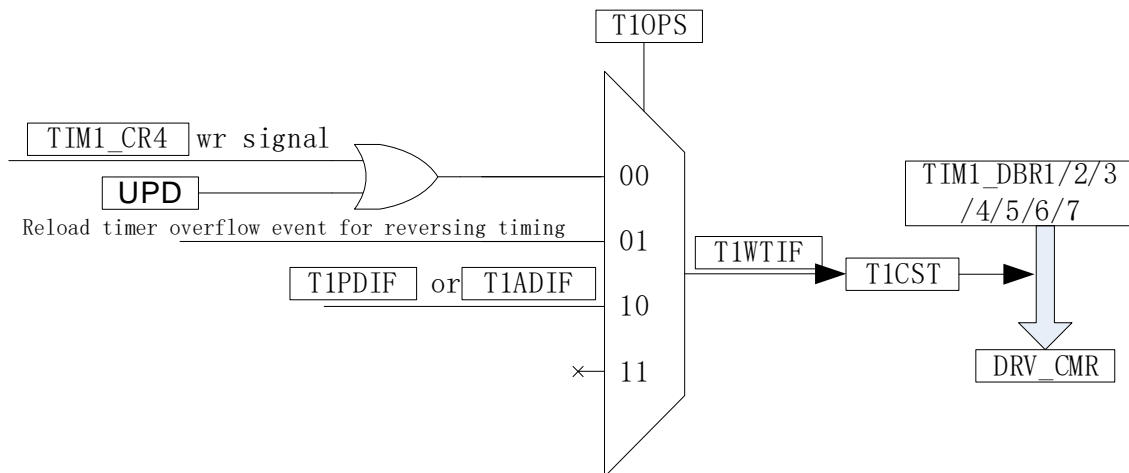 T1OPS
TIM1_CR4 wr signal
UPD
00
TIM1_DBR1/2/3
/4/5/6/7
Reload timer overflow event for reversing timing
01
T1WTIF
T1CST
T1PDIF or T1ADIF
10
11
DRV_CMR